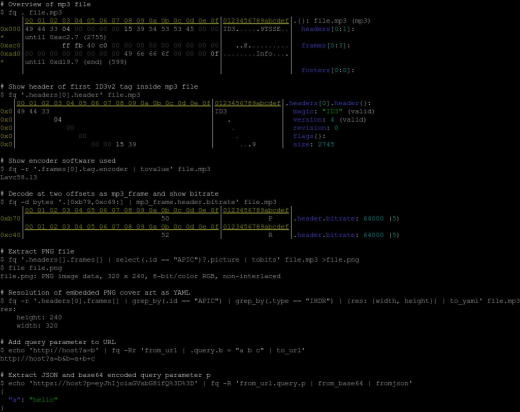 # Overview of mp3 file
$ fq . file.mp3
00 01 02 03 04 05 06 07 08 09 0a 0b 0c 0d 0e 0f|0123456789abcdef|.{}: file.mp3 (mp3)
0x000|49 44 33 04 00 00 00 00 15 39 54 53 53 45 00 00|ID3......9TSSE..| headers[0:1]:
* |until 0xac2.7 (2755)
0xac0| ff fb 40 c0 00 00 00 00 00 00 00 00 00| ..@..........| frames[0:3]:
0xad0|00 00 00 00 00 00 00 49 6e 66 6f 00 00 00 0f|.......Info....|
* |until 0xd19.7 (end) (599)
footers[0:0]:
# Show header of first ID3v2 tag inside mp3 file
$ fq '.headers[0].header' file.mp3
00 01 02 03 04 05 06 07 08 09 0a 0b 0c 0d 0e 0f|0123456789abcdef|.headers[0].header{}:
0x0|49 44 33 |ID3 | magic: "ID3" (valid)
0x0| 04 | . | version: 4 (valid)
0x0| 00 | . | revision: 0
0x0| 00 | . | flags{}:
0x0| 00 00 15 39 | ...9 | size: 2745
# Show encoder software used
$ fq -r '.frames[0].tag.encoder | tovalue' file.mp3
Lavc58.13
# Decode at two offsets as mp3_frame and show bitrate
$ fq -d bytes '.[0xb79,0xc49:] | mp3_frame.header.bitrate' file.mp3
00 01 02 03 04 05 06 07 08 09 0a 0b 0c 0d 0e 0f|0123456789abcdef|
0xb70| 50 | P |.header.bitrate: 64000 (5)
00 01 02 03 04 05 06 07 08 09 0a 0b 0c 0d 0e 0f|0123456789abcdef|
0xc40| 52 | R |.header.bitrate: 64000 (5)
# Extract PNG file
$ fq '.headers[].frames[] | select(.id == "APIC")?.picture | tobits' file.mp3 >file.png
$ file file.png
file.png: PNG image data, 320 x 240, 8-bit/color RGB, non-interlaced
# Resolution of embedded PNG cover art as YAML
$ fq -r '.headers[0].frames[] | grep_by(.id == "APIC") | grep_by(.type == "IHDR") | {res: {width, height}} | to_yaml' file.mp3
res:
height: 240
width: 320
# Add query parameter to URL
$ echo 'http://host?a=b' | fq -Rr 'from_url | .query.b = "a b c" | to_url'
http://host?a=b&b=a+b+c
# Extract JSON and base64 encoded query parameter p
$ echo 'https://host?p=eyJhIjoiaGVsbG8ifQ%3D%3D' | fq -R 'from_url.query.p | from_base64 | fromjson'
{
"a": "hello"
}